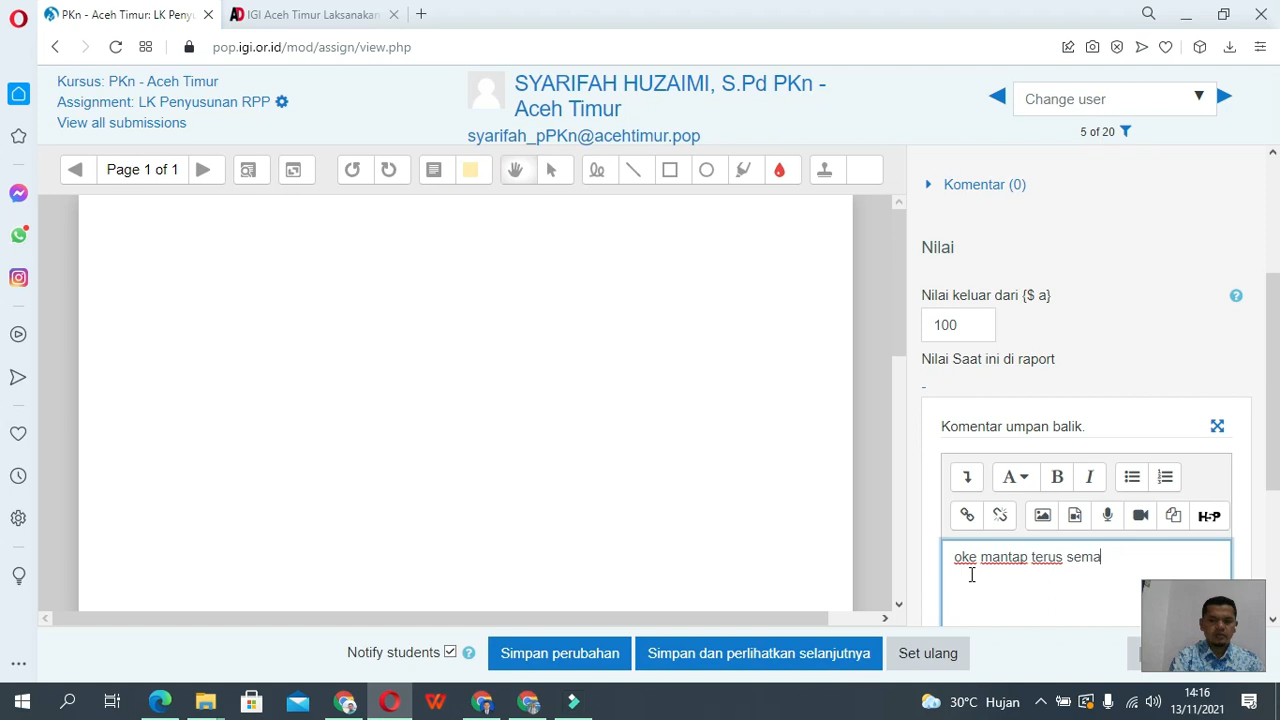 PKn - Aceh Timur: LK Penyu
IGI Aceh Timur Laksanakan
pop.igi.or.id/mod/assign/view.php
Kursus: PKn - Aceh Timur
Assignment: LK Penyusunan RPP
View all submissions
SYARIFAH HUZAIMI, S.Pd PKn -
Aceh Timur
syarifah_pPKn@acehtimur.pop
Change user
5 of 20
Page 1 of 1
Komentar (0)
Nilai
Nilai keluar dari {$ a}
100
Nilai Saat ini di raport
-
Komentar umpan balik.
A
B
I
H-P
oke mantap terus sema
Notify students
Simpan perubahan
Simpan dan perlihatkan selanjutnya
Set ulang
30°C Hujan
14:16
13/11/2021